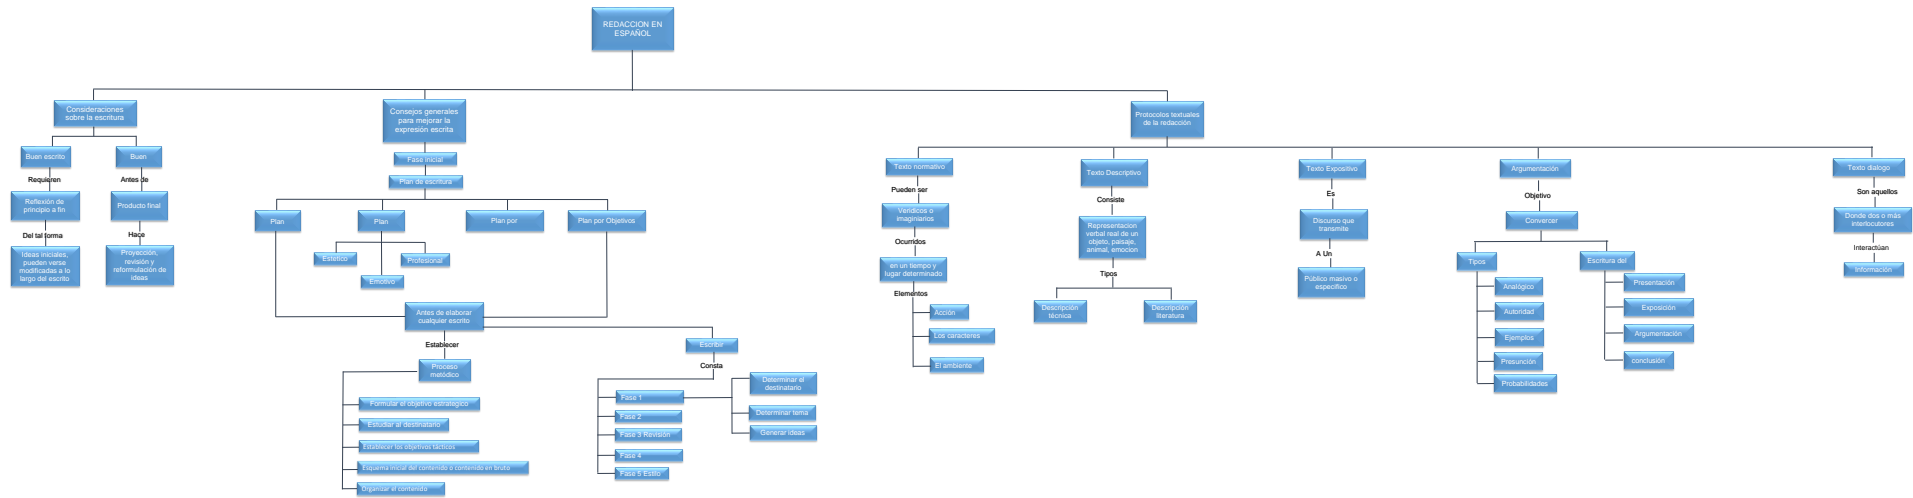 REDACCION EN
ESPAÑOL
Consideraciones
sobre la escritura
Buen escrito
Requieren
Reflexión de
principio a fin
Del tal forma
Ideas iniciales,
pueden verse
modificadas a lo
largo del escrito
Buen
Antes de
Producto final
Hace
Proyección,
revisión y
reformulación de
ideas
Consejos generales
para mejorar la
expresión escrita
Fase inicial
Plan de escritura
Plan
Plan
Plan por
Plan por Objetivos
Estetico
Profesional
Emotivo
Antes de elaborar
cualquier escrito
Establecer
Proceso
metódico
Formular el objetivo estrategico
Estudiar al destinatario
Establecer los objetivos tácticos
Esquema inicial del contenido o contenido en bruto
Organizar el contenido
Escribir
Consta
Fase 1
Fase 2
Fase 3 Revisión
Fase 4
Fase 5 Estilo
Determinar el
destinatario
Determinar tema
Generar ideas
Protocolos textuales
de la redacción
Texto normativo
Pueden ser
Verídicos o
imaginiarios
Ocurridos
en un tiempo y
lugar determinado
Elementos
Acción
Los caracteres
El ambiente
Texto Descriptivo
Consiste
Representacion
verbal real de un
objeto, paisaje,
animal, emocion
Tipos
Descripción
técnica
Descripción
literatura
Texto Expositivo
Es
Discurso que
transmite
A Un
Público masivo o
específico
Argumentación
Objetivo
Convercer
Tipos
Analógico
Autoridad
Ejemplos
Presunción
Probabilidades
Escritura del
Presentación
Exposición
Argumentación
conclusión
Texto dialogo
Son aquellos
Donde dos o más
interlocutores
Interactúan
Información